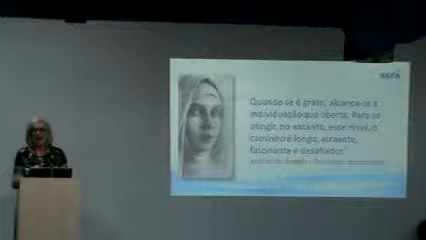 Quando se é grato, alcança-se a
individuação que liberta. Para se
atingir, no entanto, esse nível, o
caminho é longo, atraente,
fascinante e desafiador.